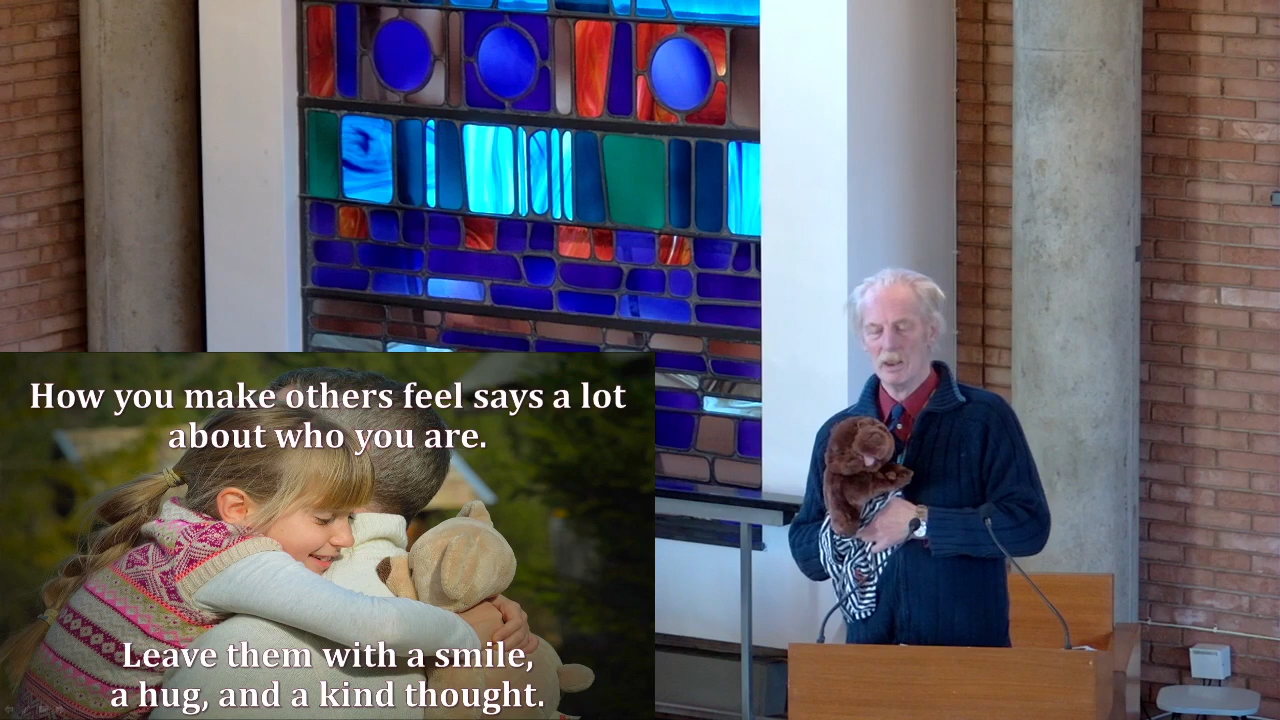 How you make others feel says a lot
about who you are.
Leave them with a smile,
a hug, and a kind thought.